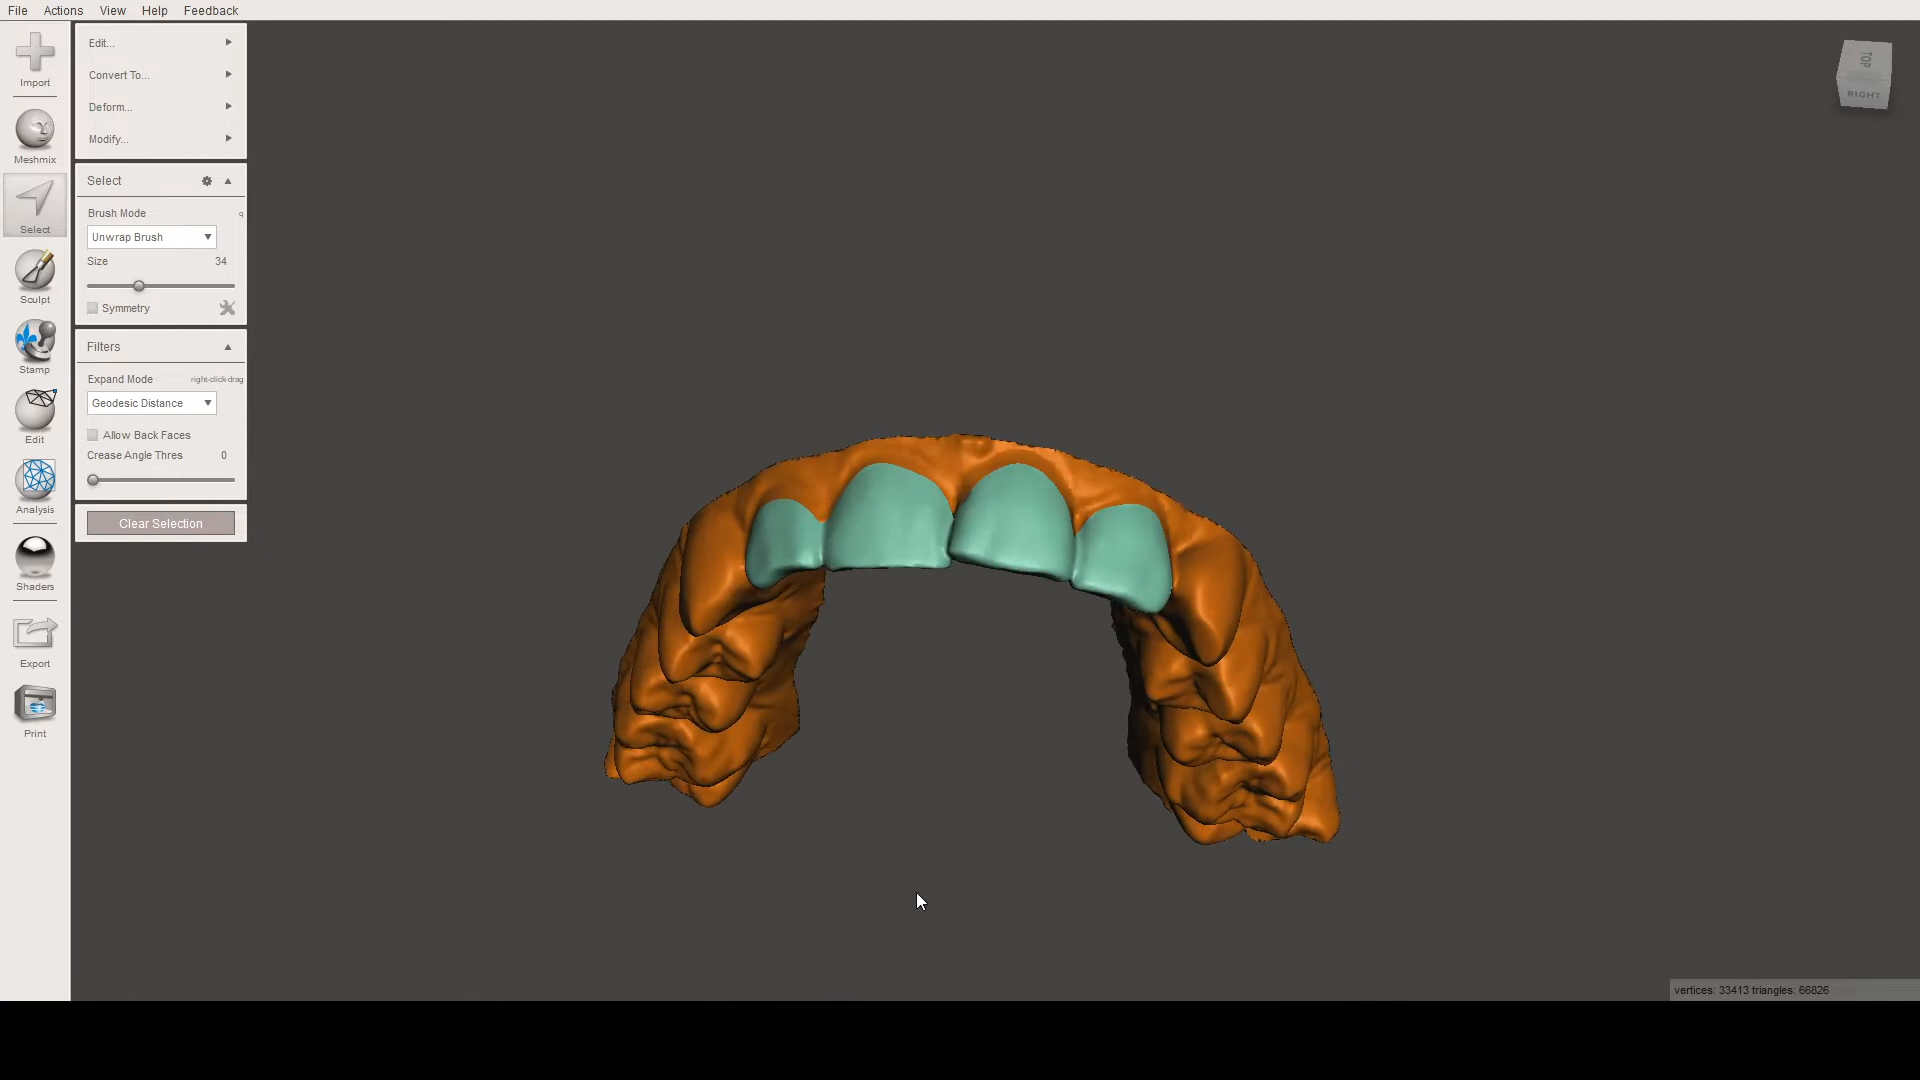 File Actions View Help Feedback
Import
Meshmix
Select
Sculpt
Stamp
Edit
Analysis
Shaders
Export
Print
Edit...
Convert To...
Deform...
Modify...
Select
Brush Mode q
Unwrap Brush
Size 34
Symmetry
Filters
Expand Mode right-click-drag
Geodesic Distance
Allow Back Faces
Crease Angle Thres 0
Clear Selection
TOP
RIGHT
vertices: 33413 triangles: 66826